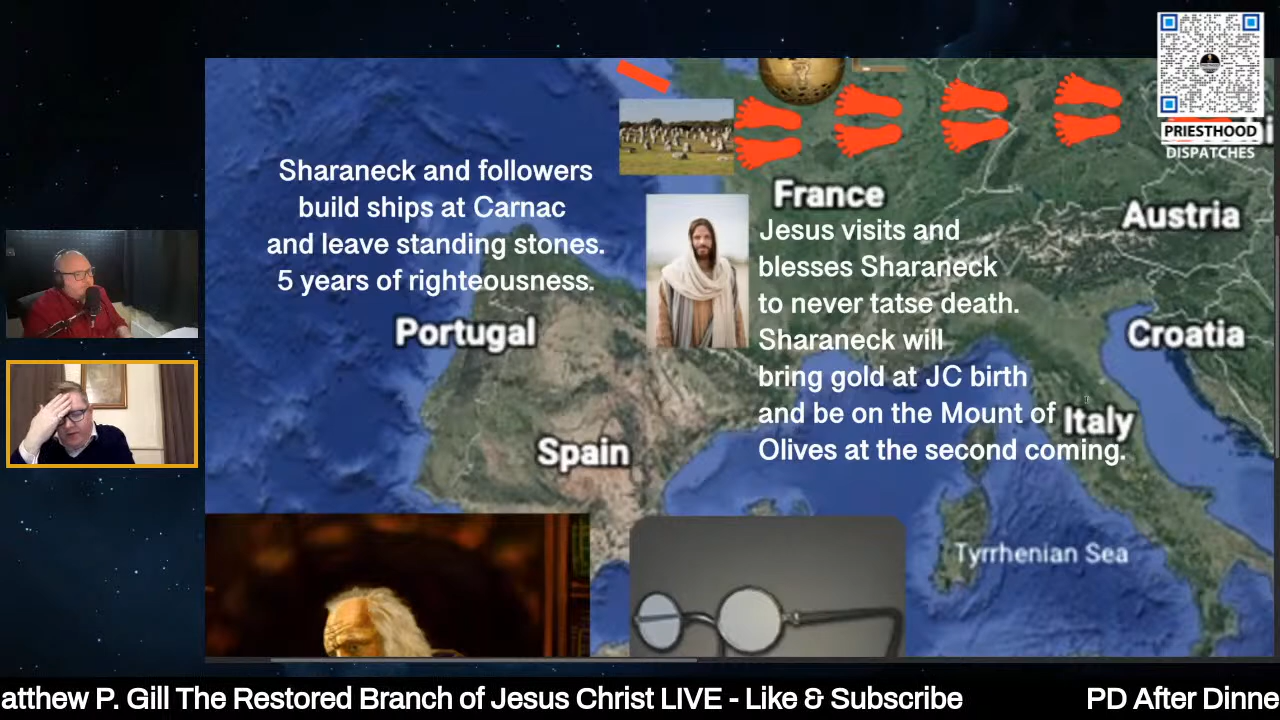 PRIESTHOOD
DISPATCHES
Sharaneck and followers
build ships at Carnac
and leave standing stones.
5 years of righteousness.
France
Austria
Jesus visits and
blesses Sharaneck
to never tatse death.
Sharaneck will
bring gold at JC birth
and be on the Mount of
Olives at the second coming.
Portugal
Croatia
Spain
Italy
Tyrrhenian Sea
atthew P. Gill The Restored Branch of Jesus Christ LIVE - Like & Subscribe
PD After Dinne